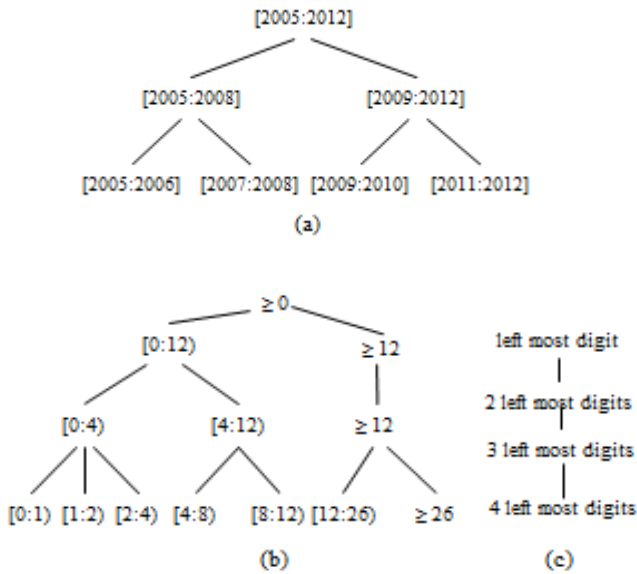 [2005:2012]
[2005:2008] [2009:2012]
[2005:2006] [2007:2008] [2009:2010] [2011:2012]
(a)
≥ 0
[0:12) ≥ 12
[0:4) [4:12) ≥ 12
[0:1) [1:2) [2:4) [4:8) [8:12) [12:26) ≥ 26
(b)
left most digit
2 left most digits
3 left most digits
4 left most digits
(c)